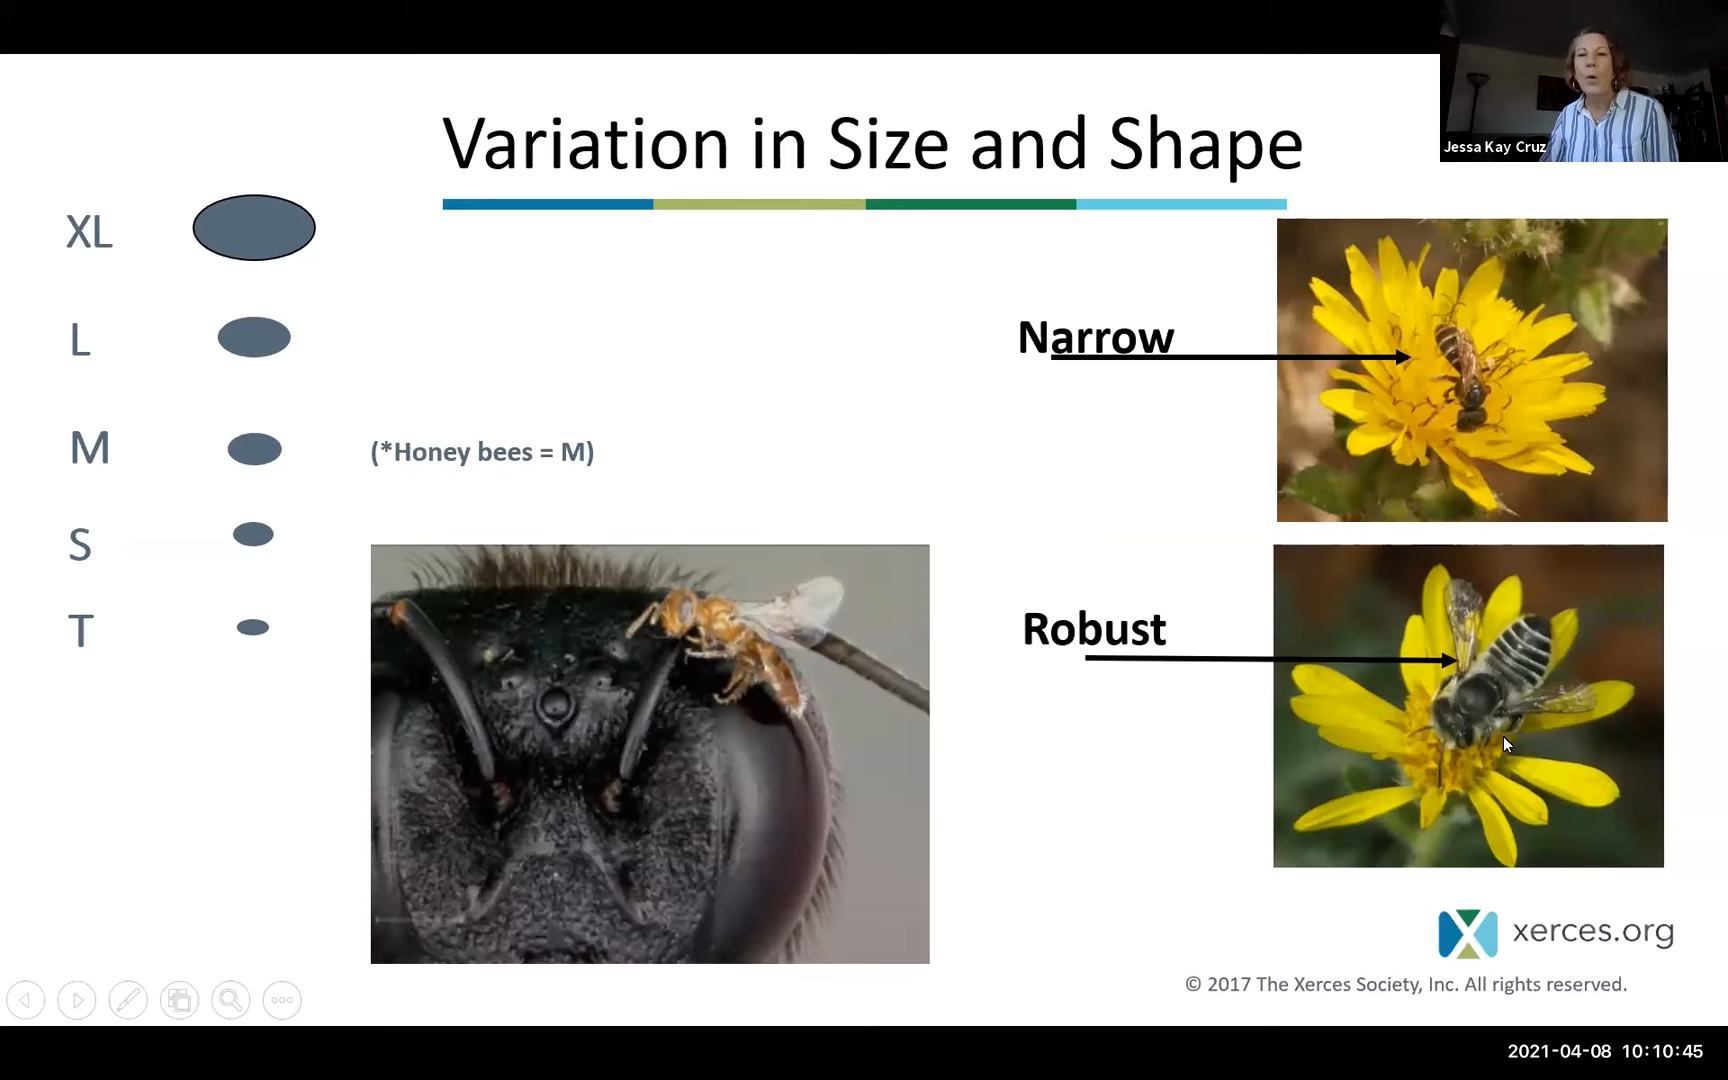 Jessa Kay Cruz
Variation in Size and Shape
XL
L
M
(*Honey bees = M)
S
T
Narrow
Robust
xerces.org
© 2017 The Xerces Society, Inc. All rights reserved.
2021-04-08 10:10:45